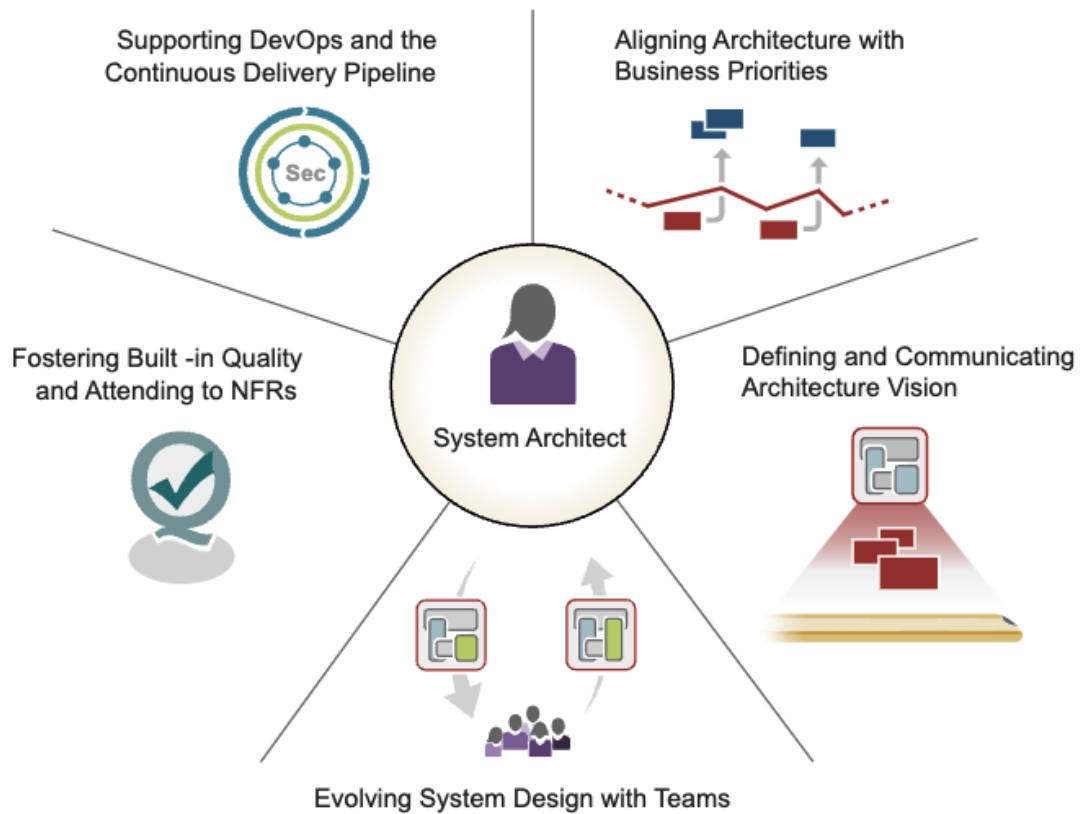 Supporting DevOps and the
Continuous Delivery Pipeline
Sec
Aligning Architecture with
Business Priorities
Fostering Built -in Quality
and Attending to NFRs
System Architect
Defining and Communicating
Architecture Vision
Evolving System Design with Teams